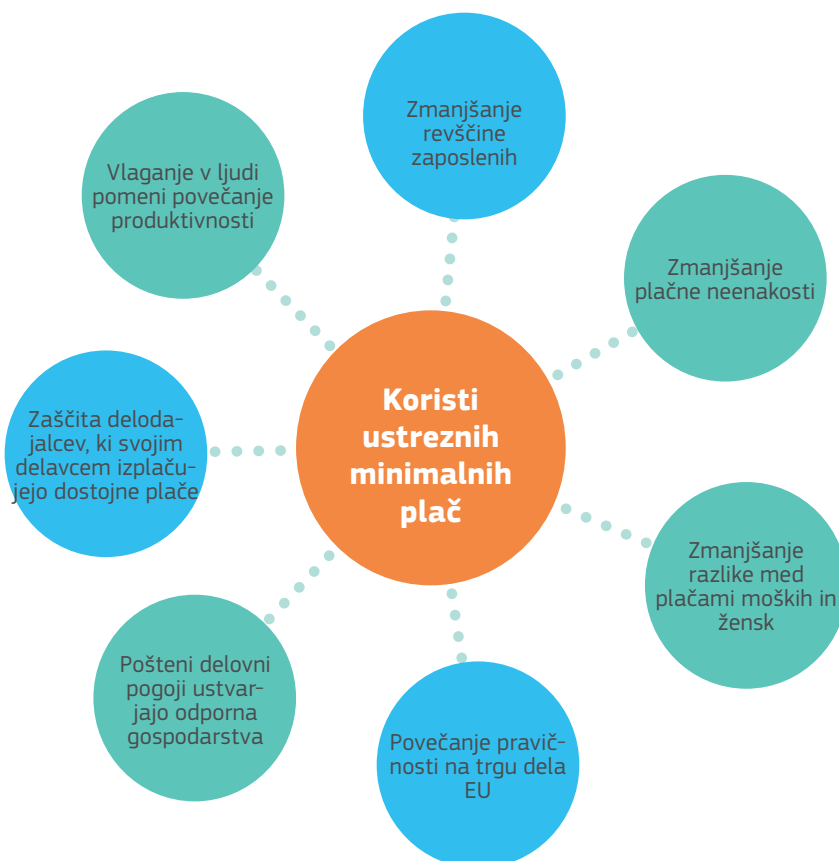 Koristi
ustreznih
minimalnih
plač
Zmanjšanje
revščine
zaposlenih
Zmanjšanje
plačne neenakosti
Zmanjšanje
razlike med
plačami moških in
žensk
Povečanje pravič-
nosti na trgu dela
EU
Pošteni delovni
pogoji ustvar-
jajo odporna
gospodarstva
Zaščita deloda-
jalcev, ki svojim
delavcem izplaču-
jejo dostojne plače
Vlaganje v ljudi
pomeni povečanje
produktivnosti